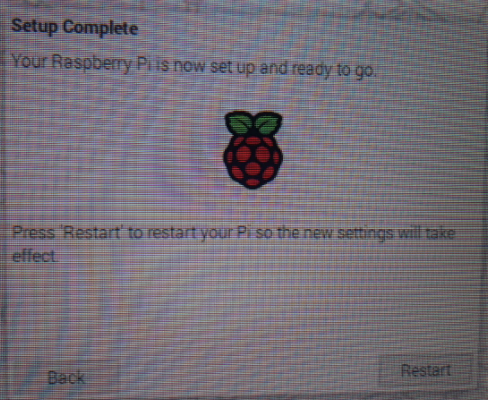 Setup Complete
Your Raspberry Pi is now set up and ready to go.
Press 'Restart' to restart your Pi so the new settings will take
effect.
Back
Restart